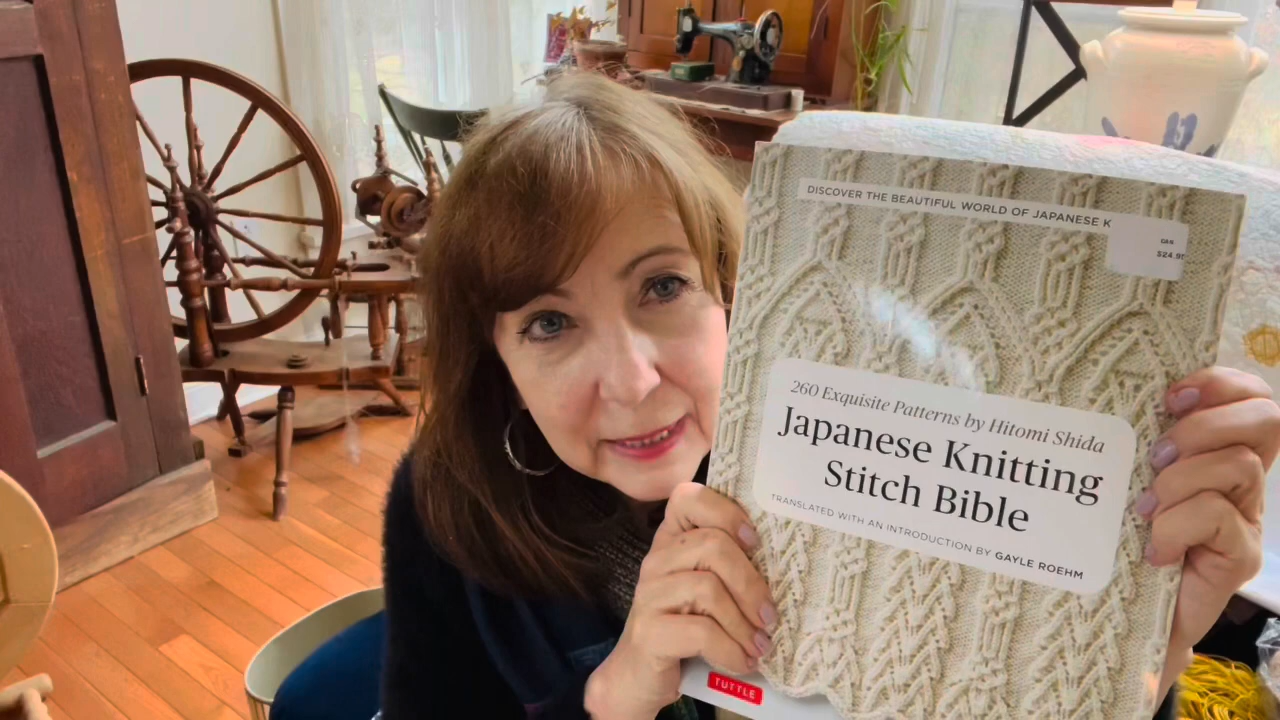 DISCOVER THE BEAUTIFUL WORLD OF JAPANESE K
CAN
$24.95
260 Exquisite Patterns by Hitomi Shida
Japanese Knitting
Stitch Bible
TRANSLATED WITH AN INTRODUCTION BY GAYLE ROEHM
TUTTLE